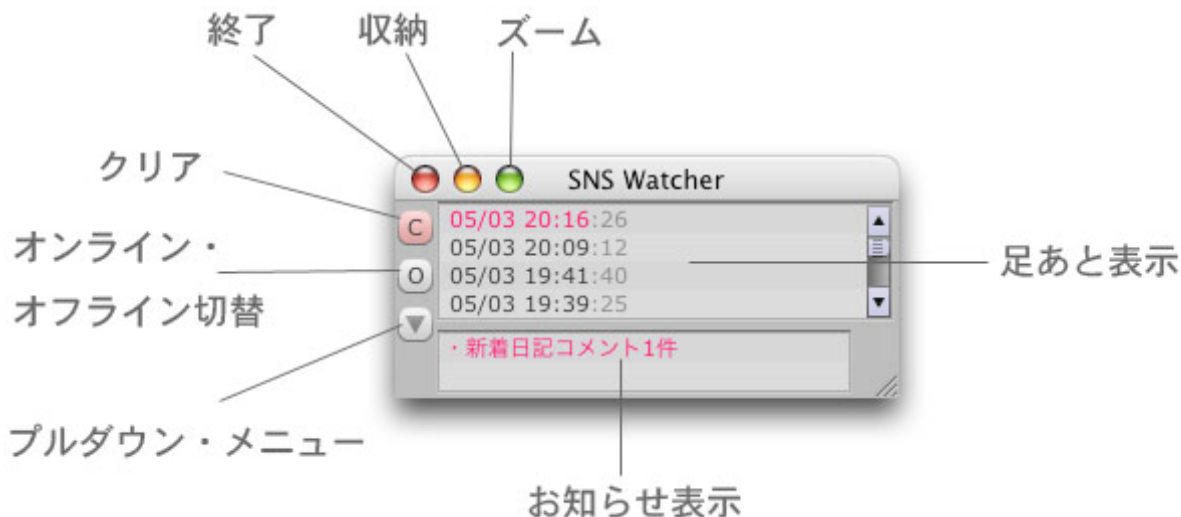 終了
収納
ズーム
クリア
オンライン・
オフライン切替
プルダウン・メニュー
SNS Watcher
C
O
05/03 20:16:26
05/03 20:09:12
05/03 19:41:40
05/03 19:39:25
・新着日記コメント1件
足あと表示
お知らせ表示